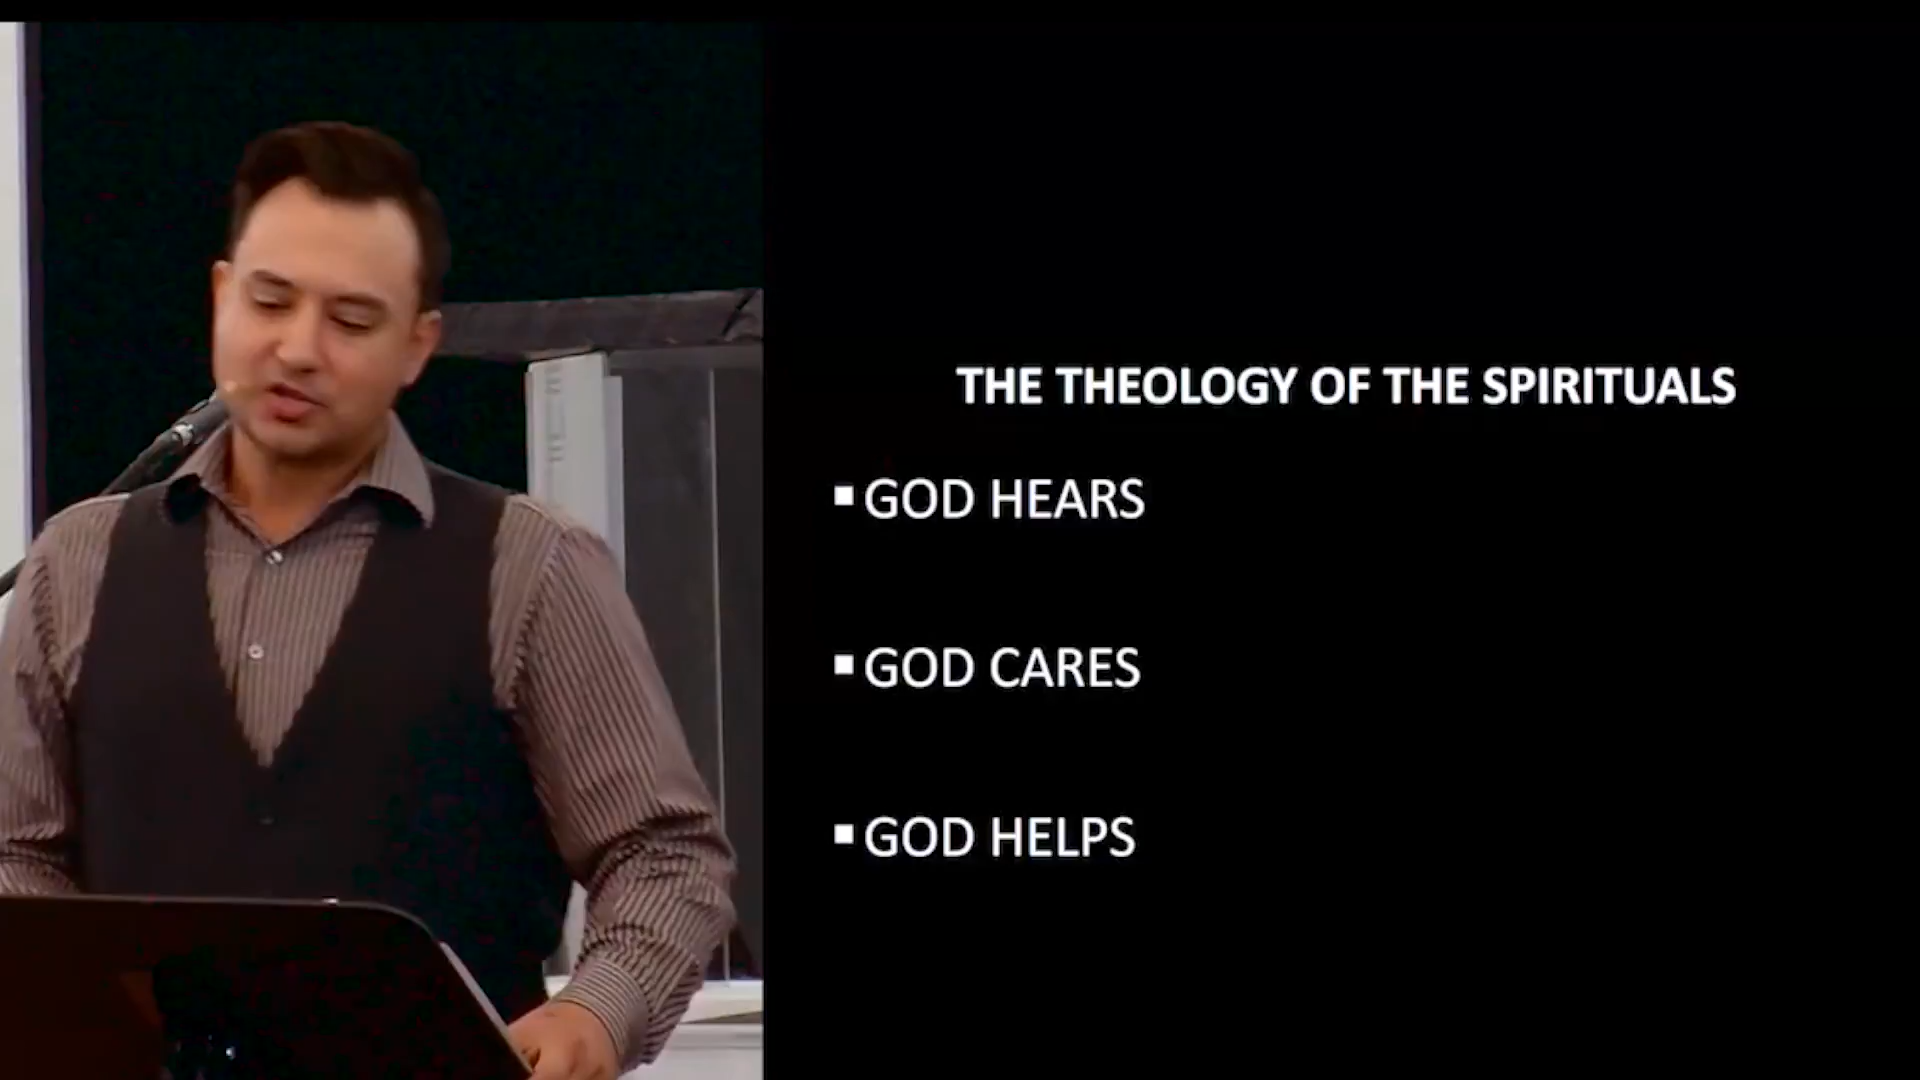 THE THEOLOGY OF THE SPIRITUALS
▪GOD HEARS
▪GOD CARES
▪GOD HELPS